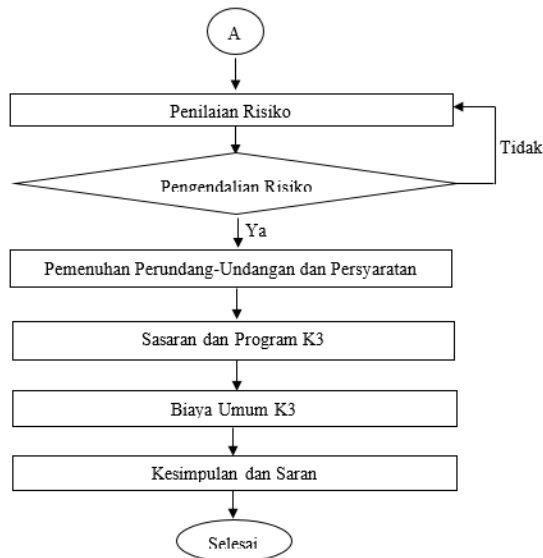 A
Penilaian Risiko
Tidak
Pengendalian Risiko
Ya
Pemenuhan Perundang-Undangan dan Persyaratan
Sasaran dan Program K3
Biaya Umum K3
Kesimpulan dan Saran
Selesai